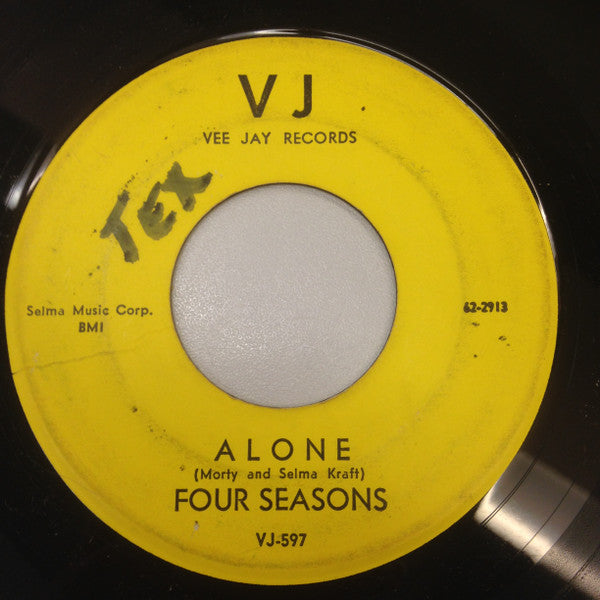 VJ
VEE JAY RECORDS
TEX
Selma Music Corp.
BMI
62-2913
ALONE
(Morty and Selma Kraft)
FOUR SEASONS
VJ-597